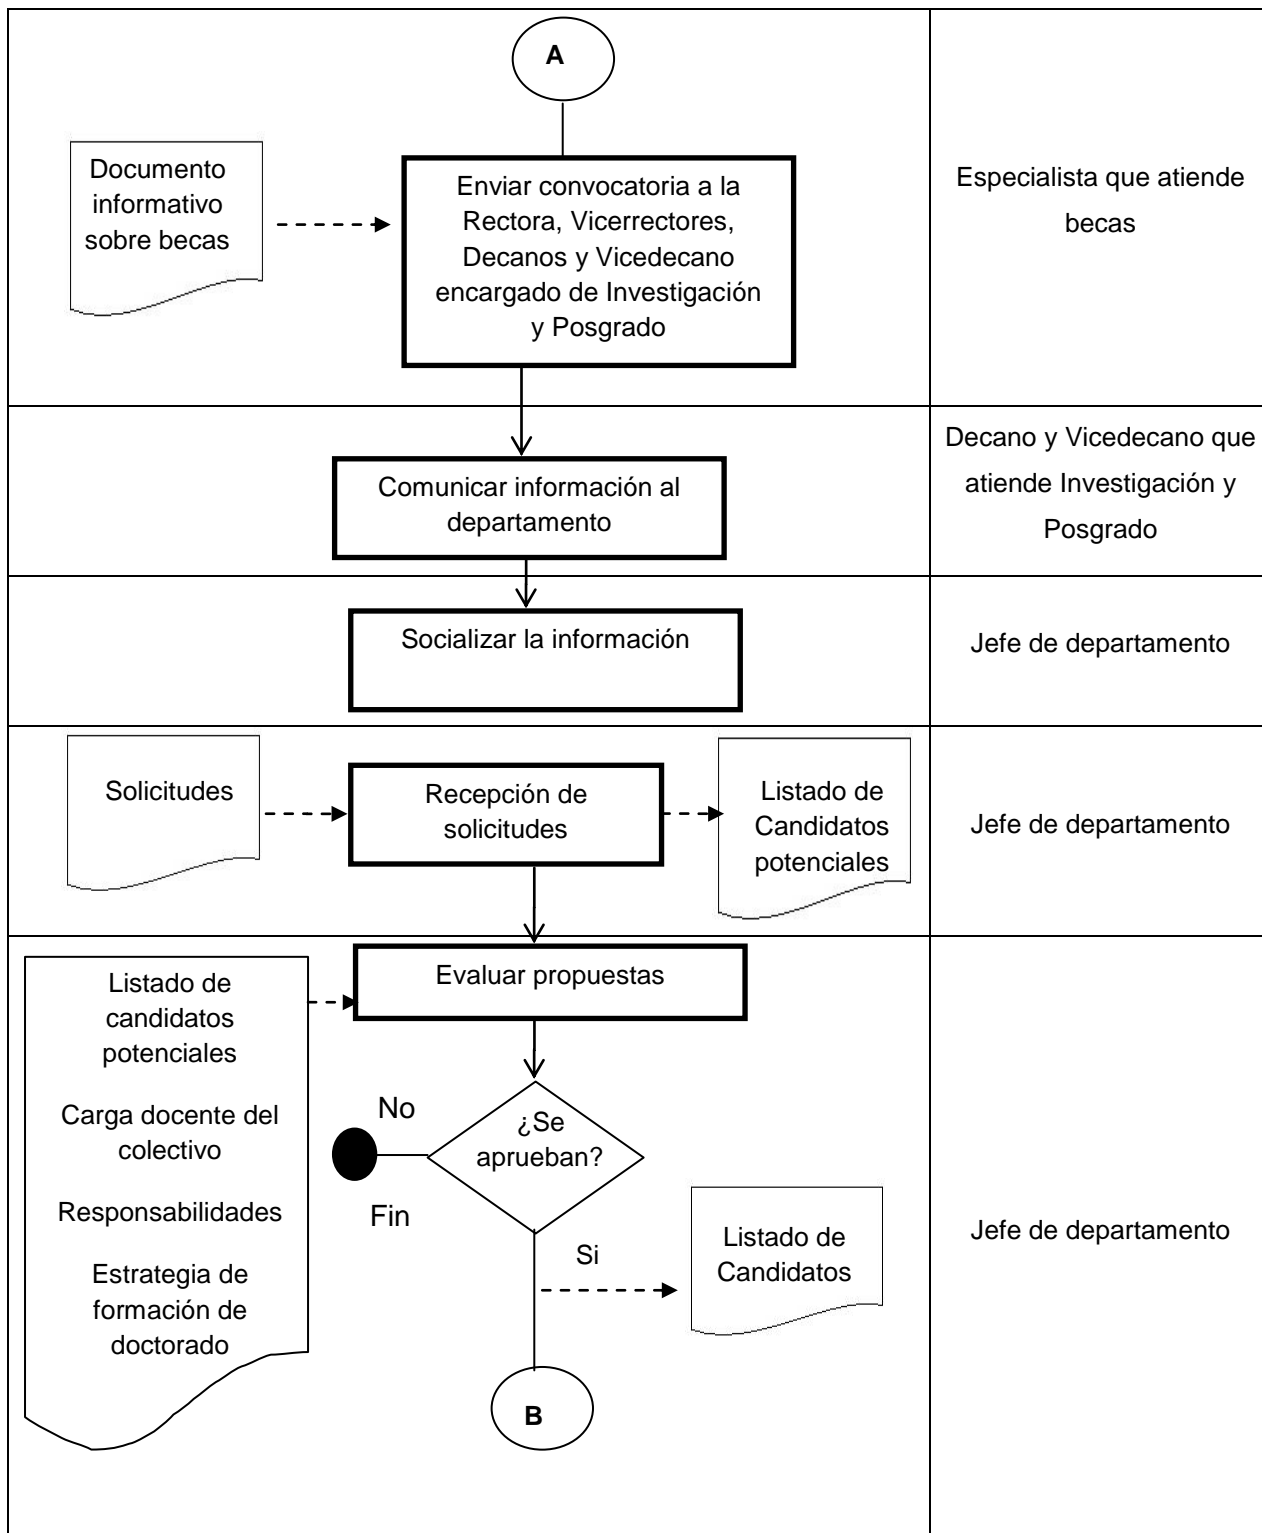 A
Documento
informativo
sobre becas
Enviar convocatoria a la
Rectora, Vicerrectores,
Decanos y Vicedecano
encargado de Investigación
y Posgrado
Especialista que atiende
becas
Comunicar información al
departamento
Decano y Vicedecano que
atiende Investigación y
Posgrado
Socializar la información
Jefe de departamento
Solicitudes
Recepción de
solicitudes
Listado de
Candidatos
potenciales
Jefe de departamento
Listado de
candidatos
potenciales
Carga docente del
colectivo
Responsabilidades
Estrategia de
formación de
doctorado
Evaluar propuestas
No
¿Se
aprueban?
Fin
Si
Listado de
Candidatos
B
Jefe de departamento